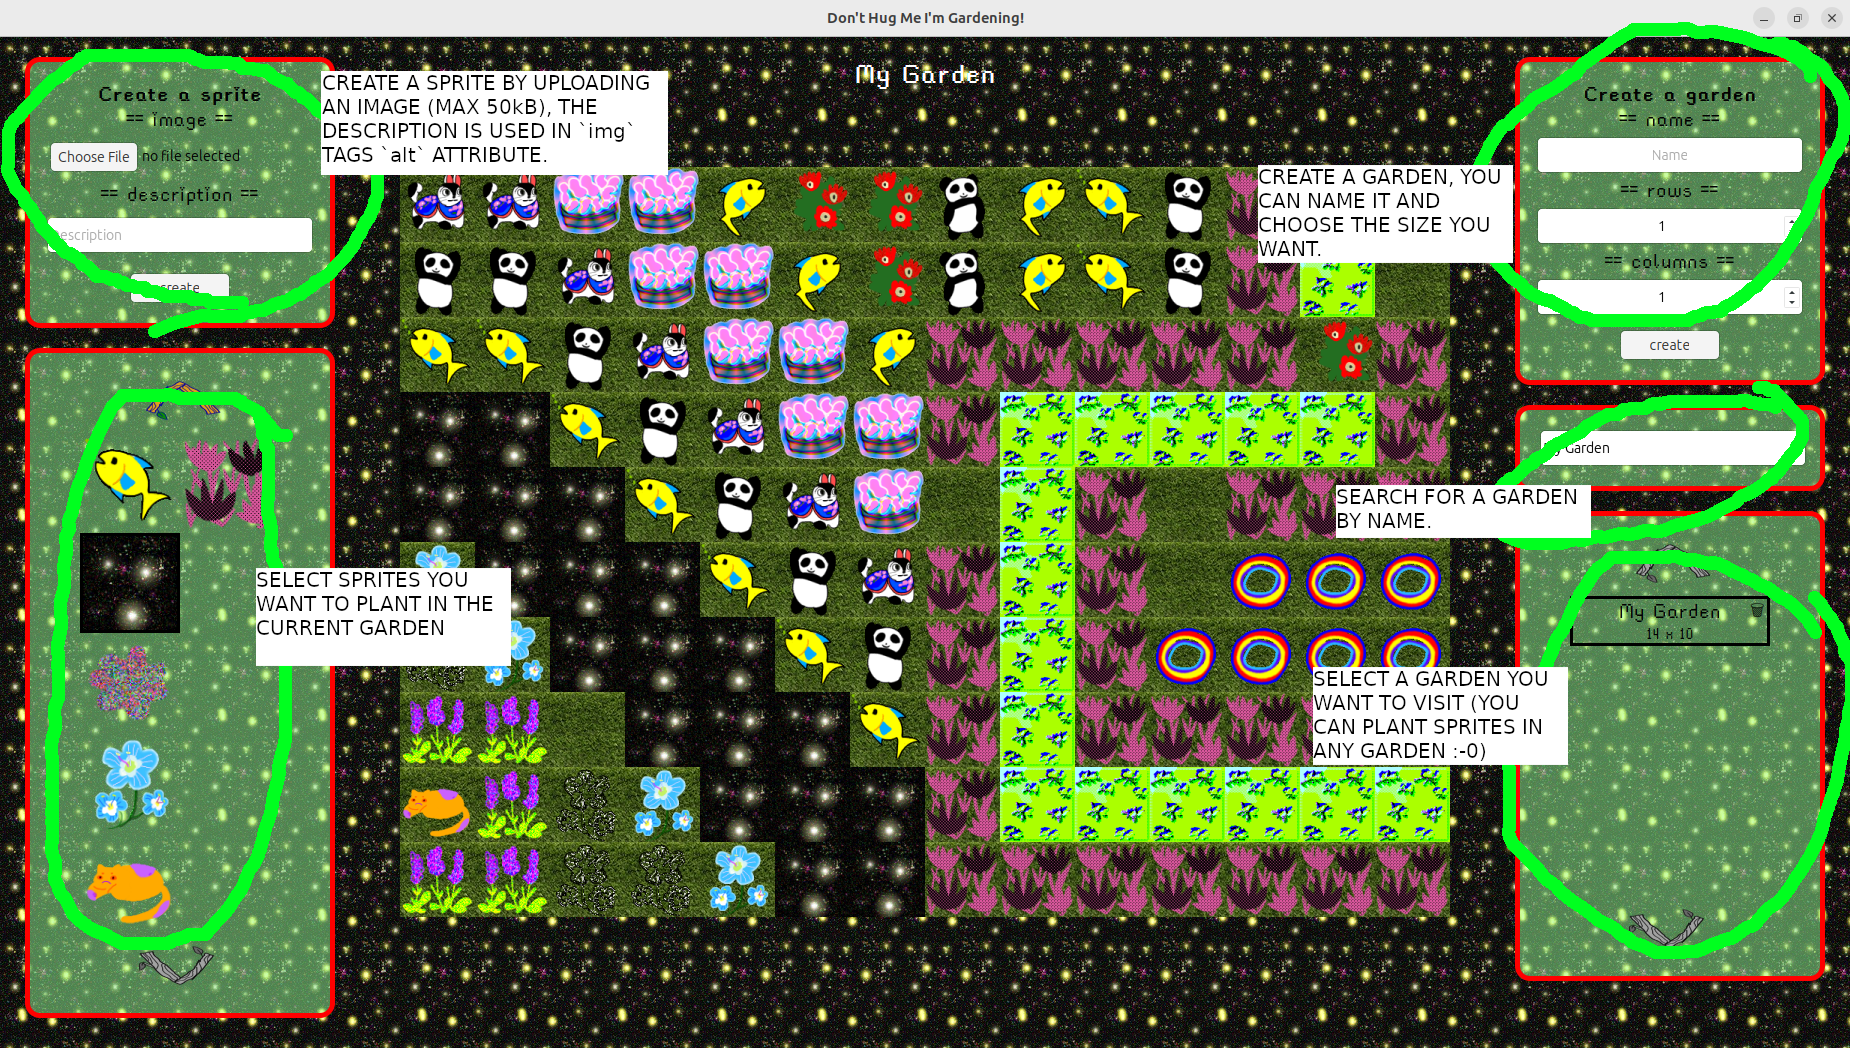 Don't Hug Me I'm Gardening!
My Garden
Create a sprite
== image ==
Choose File no file selected
== description ==
Description
create
CREATE A SPRITE BY UPLOADING
AN IMAGE (MAX 50kB), THE
DESCRIPTION IS USED IN `img`
TAGS `alt` ATTRIBUTE.
SELECT SPRITES YOU
WANT TO PLANT IN THE
CURRENT GARDEN
CREATE A GARDEN, YOU
CAN NAME IT AND
CHOOSE THE SIZE YOU
WANT.
Create a garden
== name ==
Name
== rows ==
1
== columns ==
1
create
My Garden
SEARCH FOR A GARDEN
BY NAME.
My Garden
14 x 10
SELECT A GARDEN YOU
WANT TO VISIT (YOU
CAN PLANT SPRITES IN
ANY GARDEN :-0)